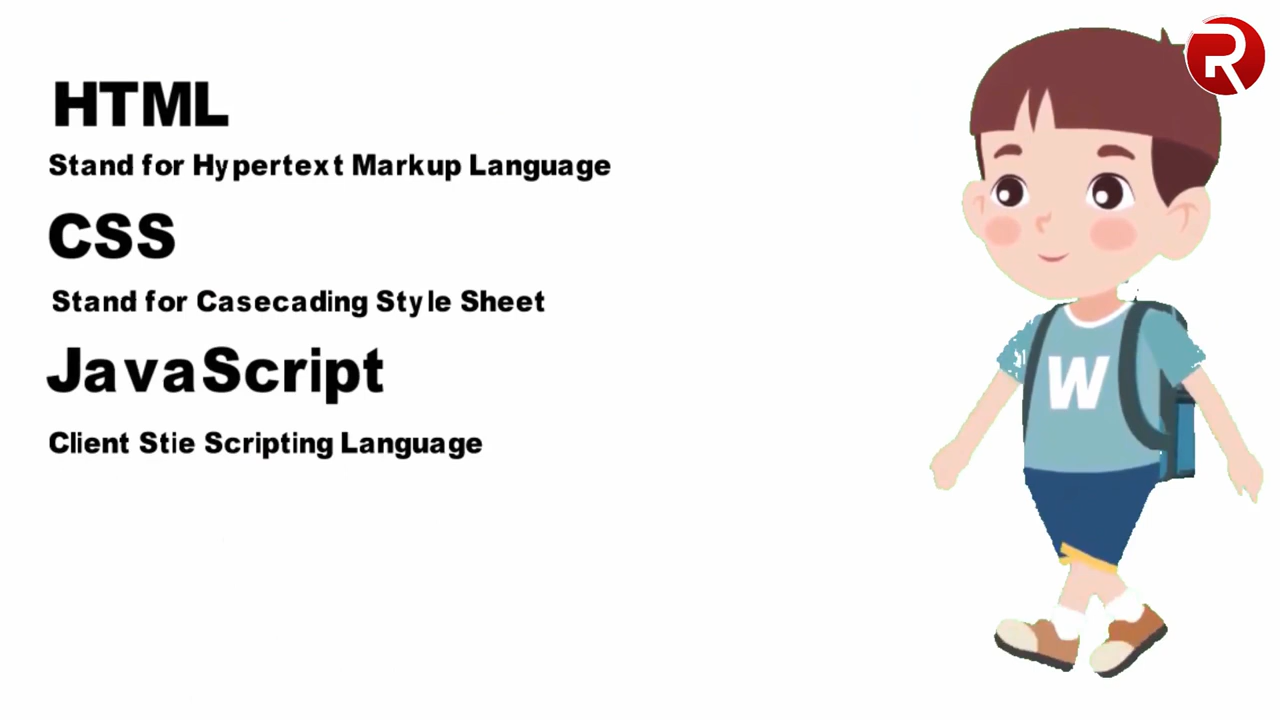 HTML
Stand for Hypertext Markup Language
CSS
Stand for Casecading Style Sheet
JavaScript
Client Stie Scripting Language
W
R